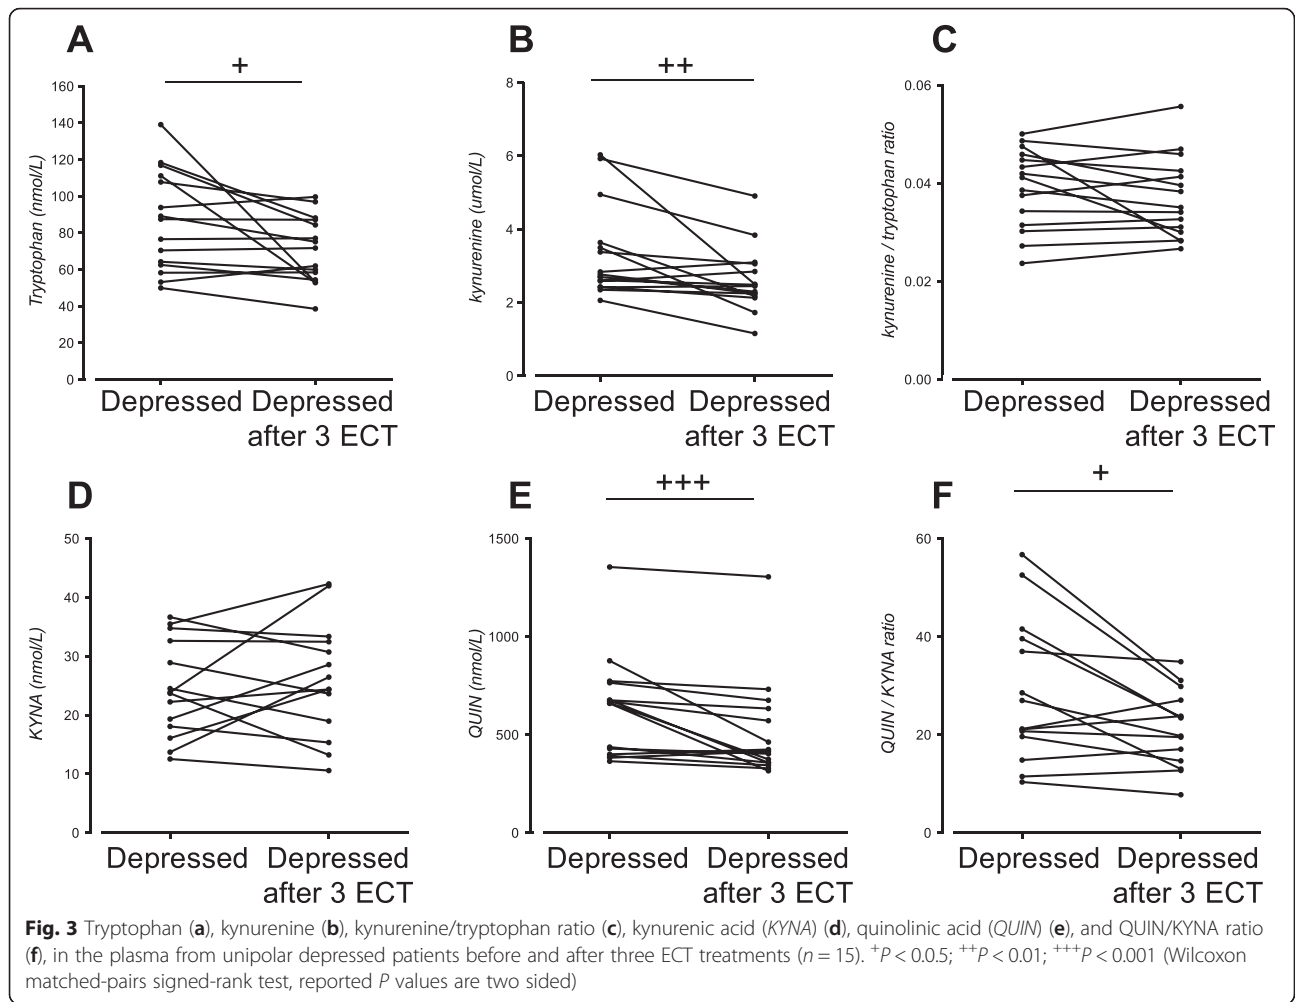 A
+
Tryptophan (nmol/L)
160
140
120
100
80
60
40
20
0
Depressed Depressed
after 3 ECT
B
++
kynurenine (umol/L)
8
6
4
2
0
Depressed Depressed
after 3 ECT
C
kynurenine / tryptophan ratio
0.06
0.04
0.02
0.00
Depressed Depressed
after 3 ECT
D
KYNA (nmol/L)
50
40
30
20
10
0
Depressed Depressed
after 3 ECT
E
+++
QUIN (nmol/L)
1500
1000
500
0
Depressed Depressed
after 3 ECT
F
+
QUIN / KYNA ratio
60
40
20
0
Depressed Depressed
after 3 ECT
Fig. 3 Tryptophan (a), kynurenine (b), kynurenine/tryptophan ratio (c), kynurenic acid (KYNA) (d), quinolinic acid (QUIN) (e), and QUIN/KYNA ratio
(f), in the plasma from unipolar depressed patients before and after three ECT treatments (n = 15). +P < 0.0.5; ++P < 0.01; +++P < 0.001 (Wilcoxon
matched-pairs signed-rank test, reported P values are two sided)